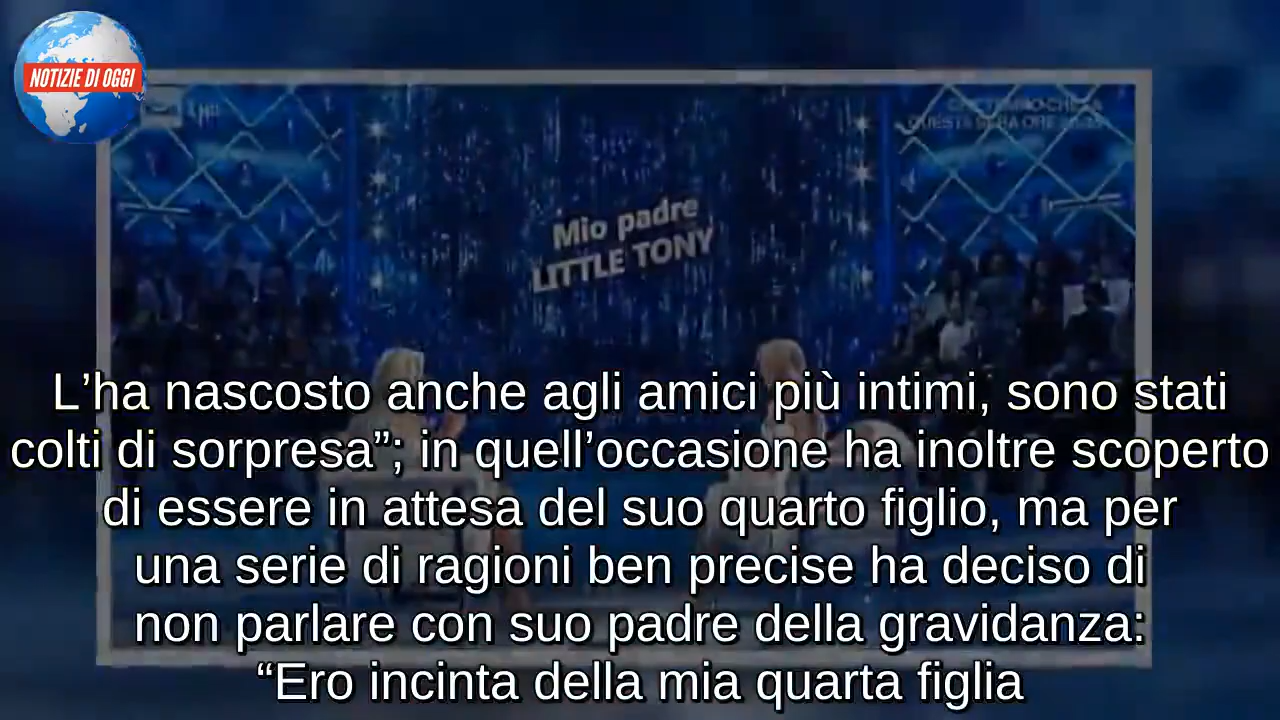 NOTIZIE DI OGGI
Mio padre
LITTLE TONY
L’ha nascosto anche agli amici più intimi, sono stati
colti di sorpresa”; in quell’occasione ha inoltre scoperto
di essere in attesa del suo quarto figlio, ma per
una serie di ragioni ben precise ha deciso di
non parlare con suo padre della gravidanza:
“Ero incinta della mia quarta figlia